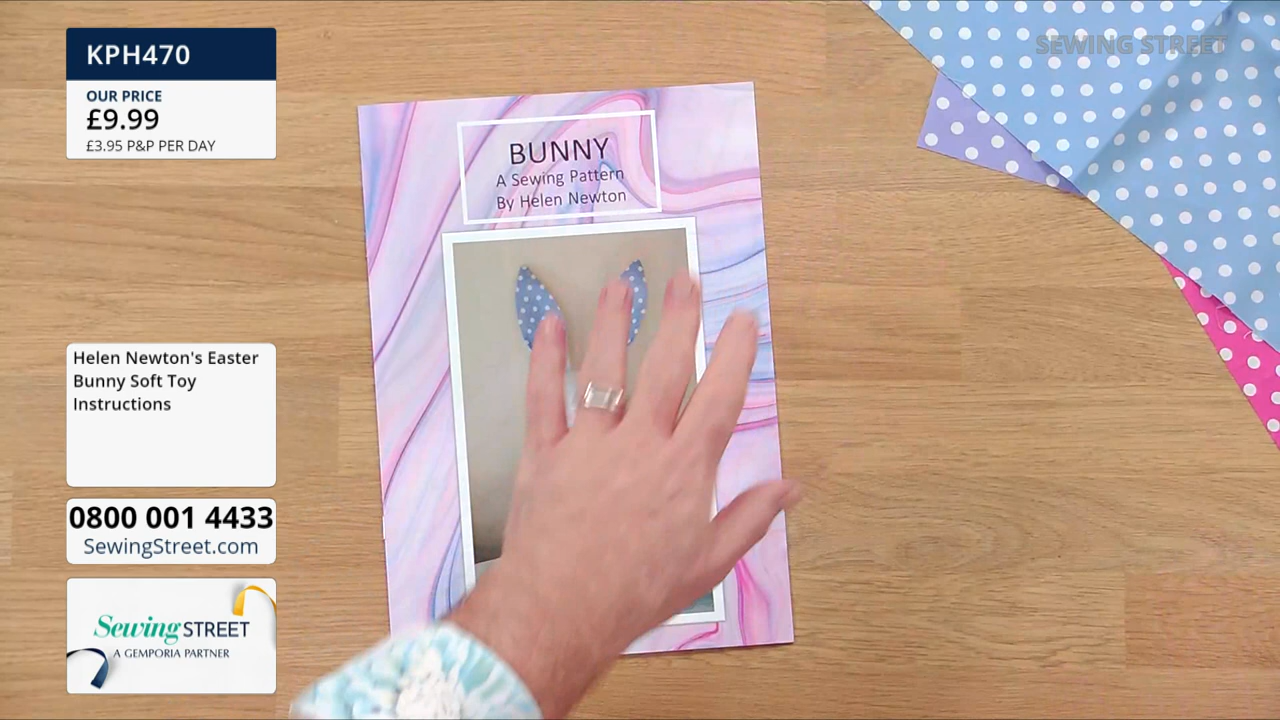 KPH470
OUR PRICE
£9.99
£3.95 P&P PER DAY
SEWING STREET
BUNNY
A Sewing Pattern
By Helen Newton
Helen Newton's Easter
Bunny Soft Toy
Instructions
0800 001 4433
SewingStreet.com
Sewing STREET
A GEMPORIA PARTNER